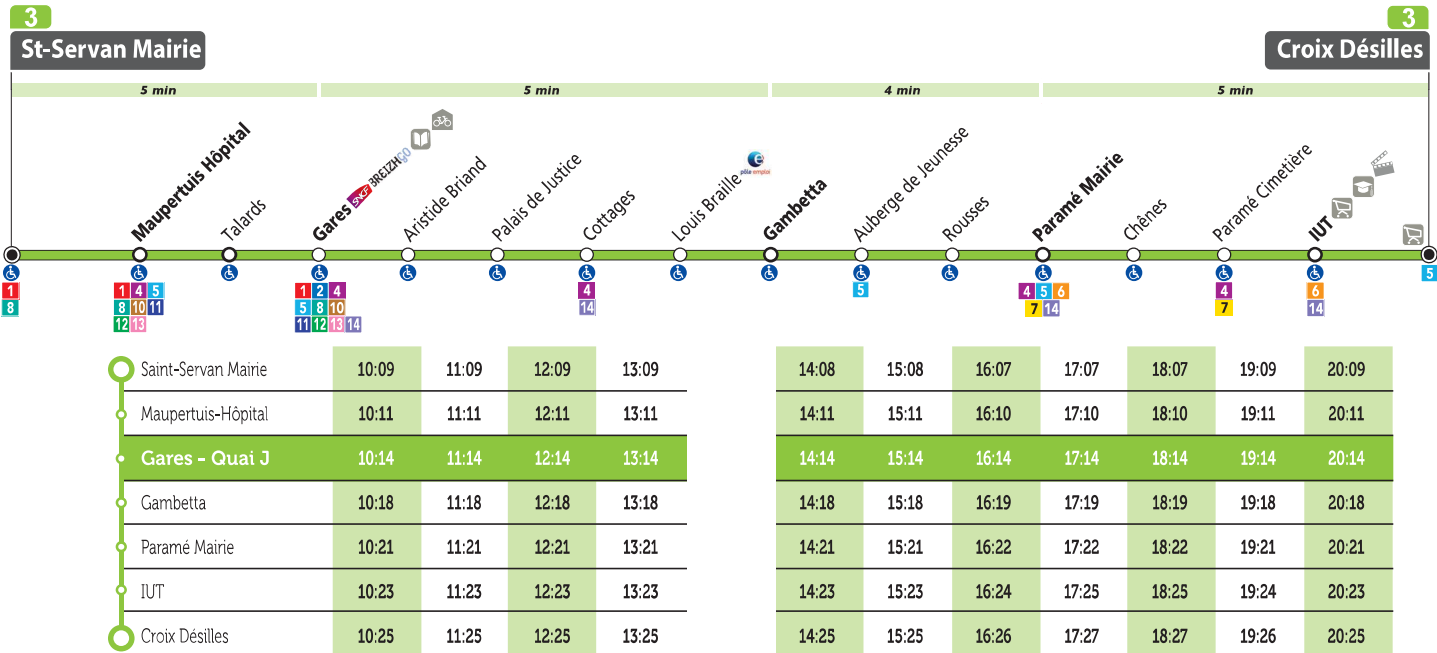 3 3
St-Servan Mairie Croix Désilles
5 min 5 min 4 min 5 min
Maupertuis Hôpital
Talards
Gares SNCF BREIZHGO
Aristide Briand
Palais de Justice
Cottages
Louis Braille pôle emploi
Gambetta
Auberge de Jeunesse
Rousses
Paramé Mairie
Chênes
Paramé Cimetière
IUT
1 1 4 5 1 2 4 4 5 4 5 6 4 6 5
8 8 10 11 5 8 10 14 7 14 7 14
12 13 11 12 13 14
Saint-Servan Mairie 10:09 11:09 12:09 13:09 14:08 15:08 16:07 17:07 18:07 19:09 20:09
Maupertuis-Hôpital 10:11 11:11 12:11 13:11 14:11 15:11 16:10 17:10 18:10 19:11 20:11
Gares - Quai J 10:14 11:14 12:14 13:14 14:14 15:14 16:14 17:14 18:14 19:14 20:14
Gambetta 10:18 11:18 12:18 13:18 14:18 15:18 16:19 17:19 18:19 19:18 20:18
Paramé Mairie 10:21 11:21 12:21 13:21 14:21 15:21 16:22 17:22 18:22 19:21 20:21
IUT 10:23 11:23 12:23 13:23 14:23 15:23 16:24 17:25 18:25 19:24 20:23
Croix Désilles 10:25 11:25 12:25 13:25 14:25 15:25 16:26 17:27 18:27 19:26 20:25